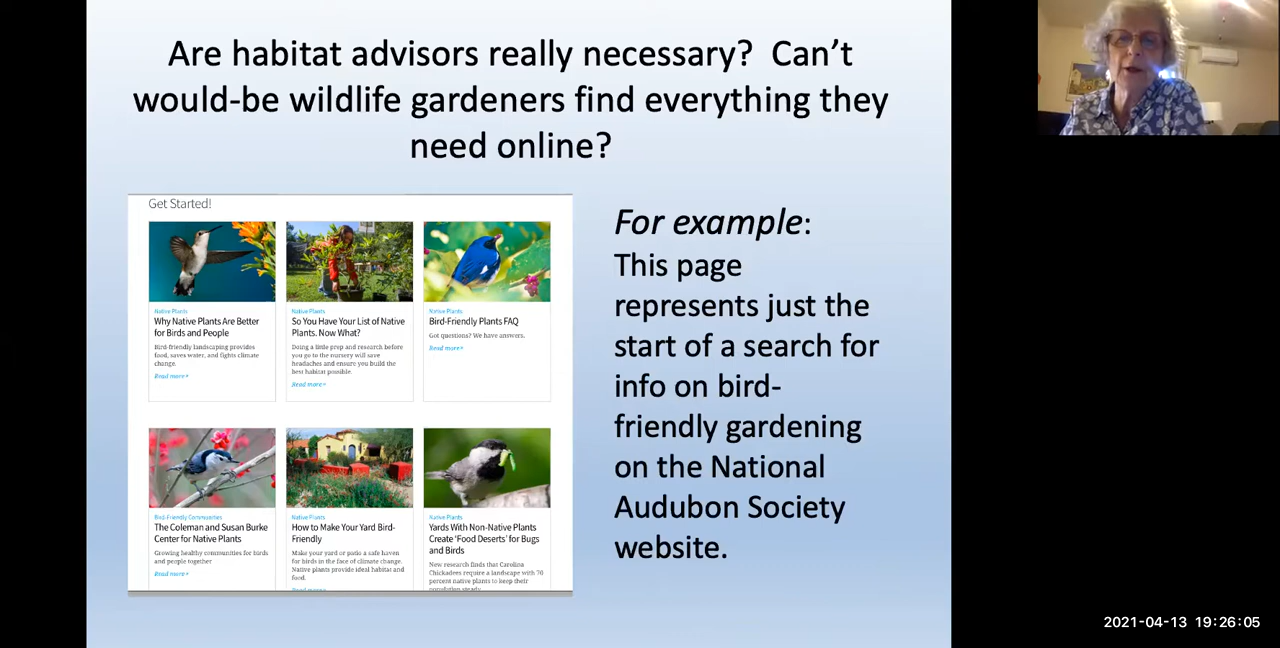 Are habitat advisors really necessary?  Can't
would-be wildlife gardeners find everything they
need online?
Get Started!
Native Plants
Why Native Plants Are Better
for Birds and People
Bird-friendly landscaping provides
food, saves water, and fights climate
change.
Read more+
Native Plants
So You Have Your List of Native
Plants. Now What?
Doing a little prep and research before
you go to the nursery will save
headaches and ensure you build the
best habitat possible.
Read more+
Native Plants
Bird-Friendly Plants FAQ
Got questions? We have answers.
Read more+
Bird-Friendly Communities
The Coleman and Susan Burke
Center for Native Plants
Growing healthy communities for birds
and people together
Read more+
Native Plants
How to Make Your Yard Bird-
Friendly
Make your yard or patio a safe haven
for birds in the face of climate change.
Native plants provide ideal habitat and
food.
Native Plants
Yards With Non-Native Plants
Create 'Food Deserts' for Bugs
and Birds
New research finds that Carolina
Chickadees require a landscape with 70
percent native plants to keep their
For example:
This page
represents just the
start of a search for
info on bird-
friendly gardening
on the National
Audubon Society
website.
2021-04-13 19:26:05